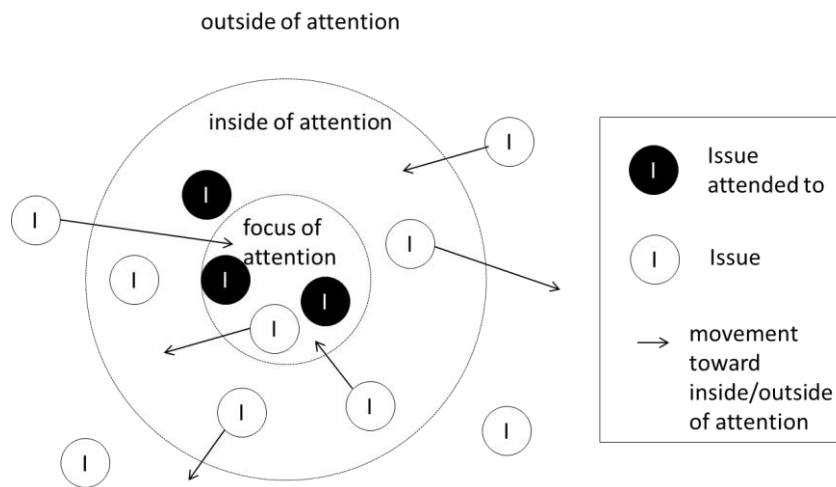 outside of attention
inside of attention
I
I
I
focus of
attention
I
I
I
I
I
I
I
I
I
I
I
Issue
attended to
I
Issue
movement
toward
inside/outside
of attention